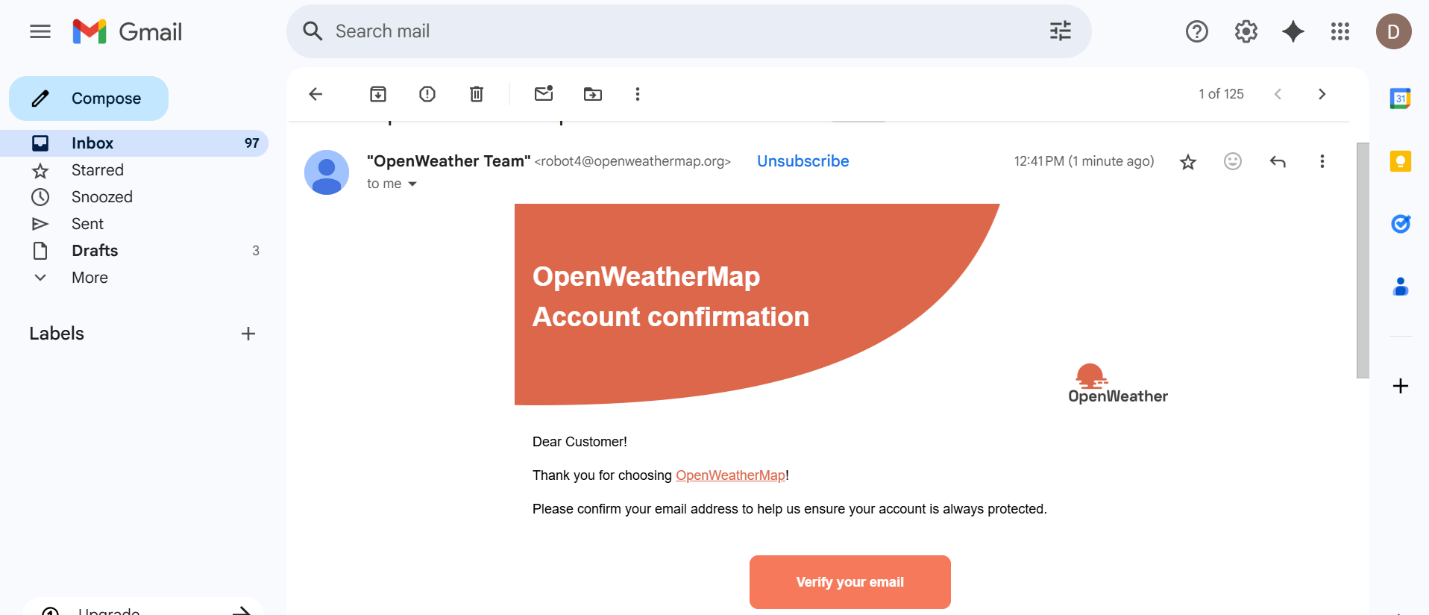 Gmail
Search mail
D
Compose
1 of 125
31
Inbox 97
Starred
Snoozed
Sent
Drafts 3
More
Labels
Upgrade
"OpenWeather Team" <robot4@openweathermap.org> Unsubscribe 12:41 PM (1 minute ago)
to me
OpenWeatherMap
Account confirmation
OpenWeather
Dear Customer!
Thank you for choosing OpenWeatherMap!
Please confirm your email address to help us ensure your account is always protected.
Verify your email